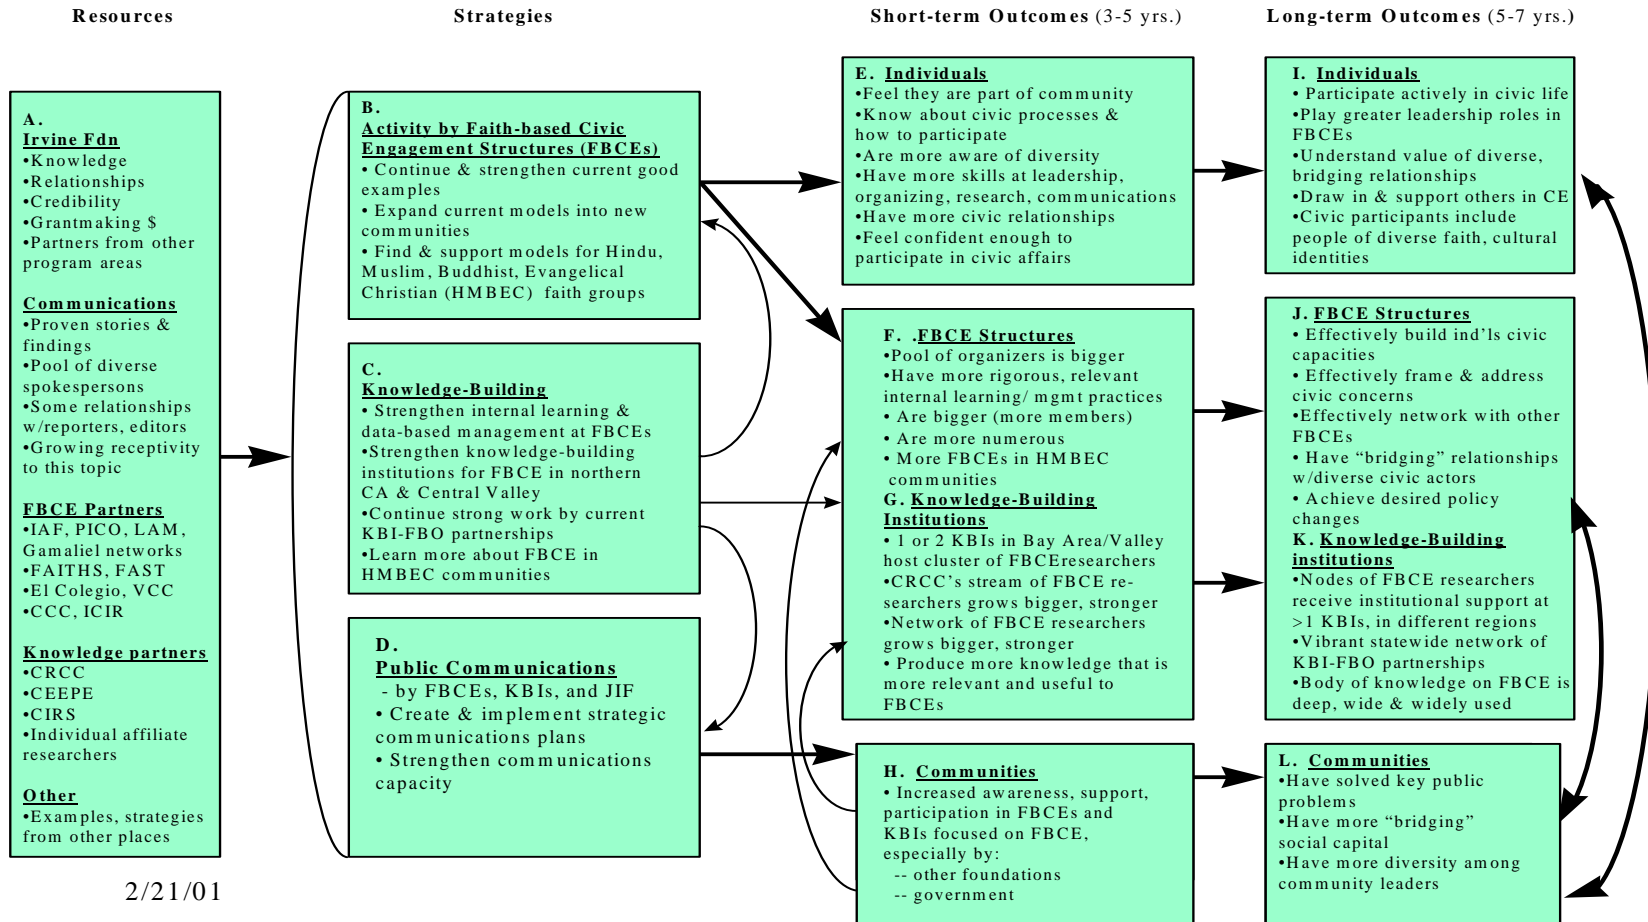 Resources
Strategies
Short-term Outcomes (3-5 yrs.)
Long-term Outcomes (5-7 yrs.)
A.
Irvine Fdn
•Knowledge
•Relationships
•Credibility
•Grantmaking $
•Partners from other
program areas
Communications
•Proven stories &
findings
•Pool of diverse
spokespersons
•Some relationships
w/reporters, editors
•Growing receptivity
to this topic
FBCE Partners
•IAF, PICO, LAM,
Gamaliel networks
•FAITHS, FAST
•El Colegio, VCC
•CCC, ICIR
Knowledge partners
•CRCC
•CEEPE
•CIRS
•Individual affiliate
researchers
Other
•Examples, strategies
from other places
2/21/01
B.
Activity by Faith-based Civic
Engagement Structures (FBCEs)
• Continue & strengthen current good
examples
• Expand current models into new
communities
• Find & support models for Hindu,
Muslim, Buddhist, Evangelical
Christian (HMBEC) faith groups
C.
Knowledge-Building
• Strengthen internal learning &
data-based management at FBCEs
•Strengthen knowledge-building
institutions for FBCE in northern
CA & Central Valley
•Continue strong work by current
KBI-FBO partnerships
•Learn more about FBCE in
HMBEC communities
D.
Public Communications
- by FBCEs, KBIs, and JIF
• Create & implement strategic
communications plans
• Strengthen communications
capacity
E. Individuals
•Feel they are part of community
•Know about civic processes &
how to participate
•Are more aware of diversity
•Have more skills at leadership,
organizing, research, communications
•Have more civic relationships
•Feel confident enough to
participate in civic affairs
F. .FBCE Structures
•Pool of organizers is bigger
•Have more rigorous, relevant
internal learning/ mgmt practices
• Are bigger (more members)
• Are more numerous
• More FBCEs in HMBEC
communities
G. Knowledge-Building
Institutions
• 1 or 2 KBIs in Bay Area/Valley
host cluster of FBCEresearchers
•CRCC's stream of FBCE re-
searchers grows bigger, stronger
•Network of FBCE researchers
grows bigger, stronger
• Produce more knowledge that is
more relevant and useful to
FBCEs
H. Communities
• Increased awareness, support,
participation in FBCEs and
KBIs focused on FBCE,
especially by:
-- other foundations
-- government
I. Individuals
• Participate actively in civic life
•Play greater leadership roles in
FBCEs
•Understand value of diverse,
bridging relationships
•Draw in & support others in CE
•Civic participants include
people of diverse faith, cultural
identities
J. FBCE Structures
• Effectively build ind'ls civic
capacities
• Effectively frame & address
civic concerns
•Effectively network with other
FBCEs
• Have “bridging” relationships
w/diverse civic actors
• Achieve desired policy
changes
K. Knowledge-Building
institutions
•Nodes of FBCE researchers
receive institutional support at
>1 KBIs, in different regions
•Vibrant statewide network of
KBI-FBO partnerships
•Body of knowledge on FBCE is
deep, wide & widely used
L. Communities
•Have solved key public
problems
•Have more “bridging”
social capital
•Have more diversity among
community leaders